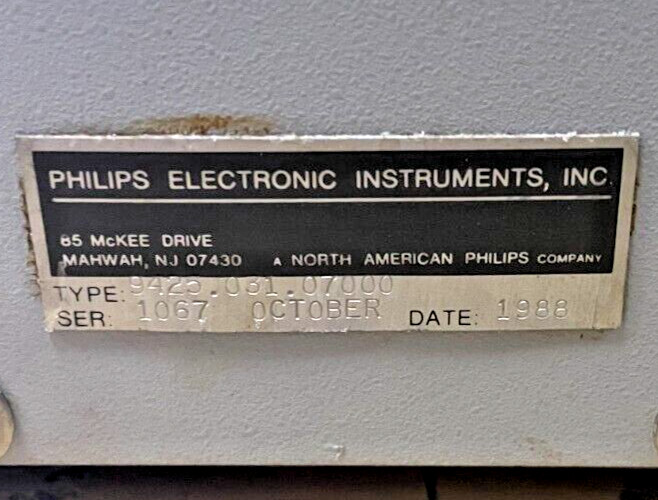 PHILIPS ELECTRONIC INSTRUMENTS, INC.
85 McKEE DRIVE
MAHWAH, NJ 07430 A NORTH AMERICAN PHILIPS COMPANY
TYPE: 9425.031.07000
SER: 1067 OCTOBER DATE: 1988